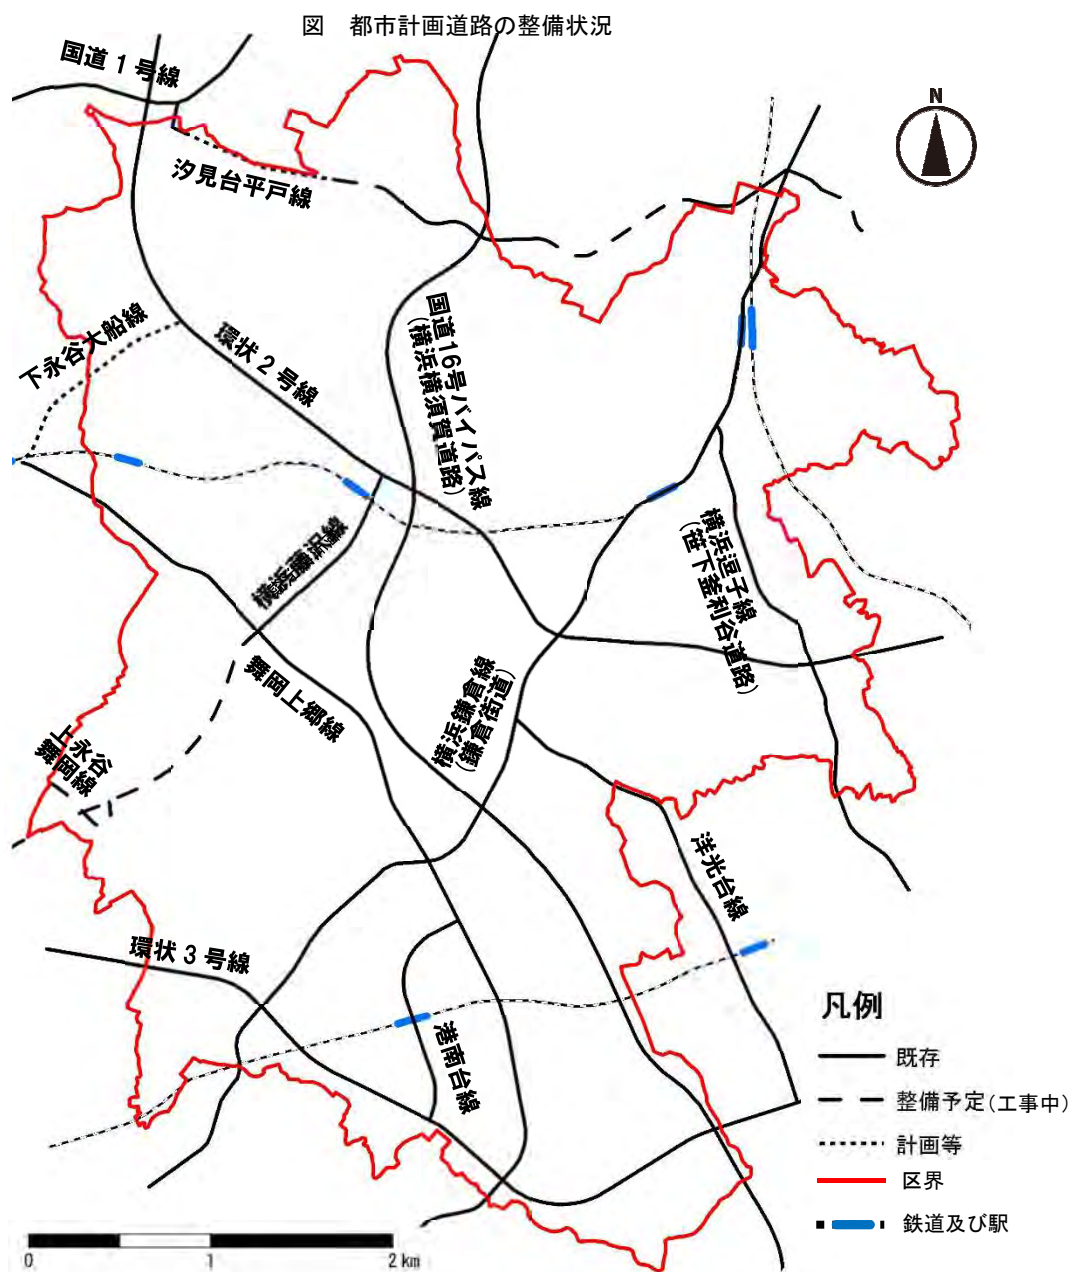 図　都市計画道路の整備状況
国道１号線
N
汐見台平戸線
下永谷大船線
環状２号線
国道16号バイパス線
(横浜横須賀道路)
横浜藤沢線
横浜逗子線
(笹下釜利谷道路)
舞岡上郷線
横浜鎌倉線
(鎌倉街道)
上永谷
舞岡線
洋光台線
環状３号線
港南台線
凡例
既存
整備予定(工事中)
計画等
区界
鉄道及び駅
0 1 2 km